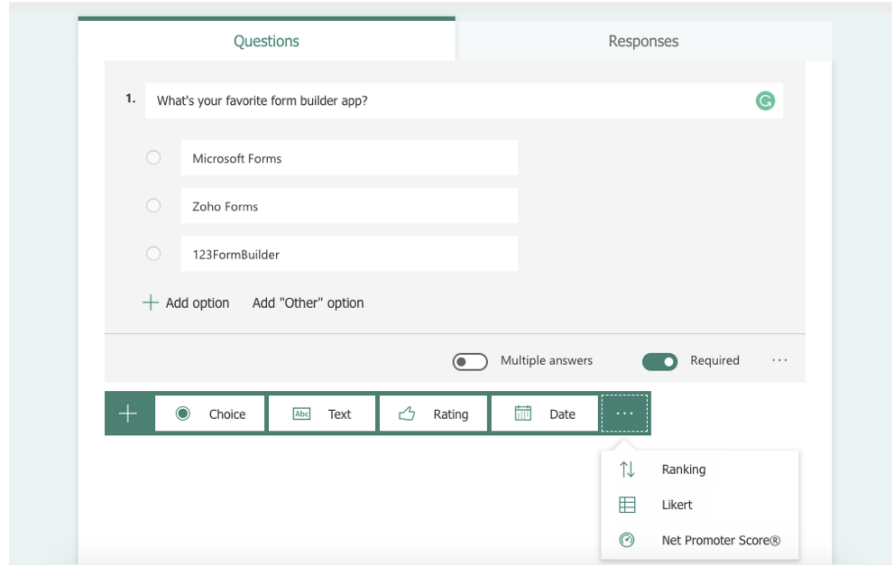 Questions
Responses
1. What's your favorite form builder app?
Microsoft Forms
Zoho Forms
123FormBuilder
Add option Add "Other" option
Multiple answers Required ...
Choice Abc Text Rating Date ...
Ranking
Likert
Net Promoter Score®